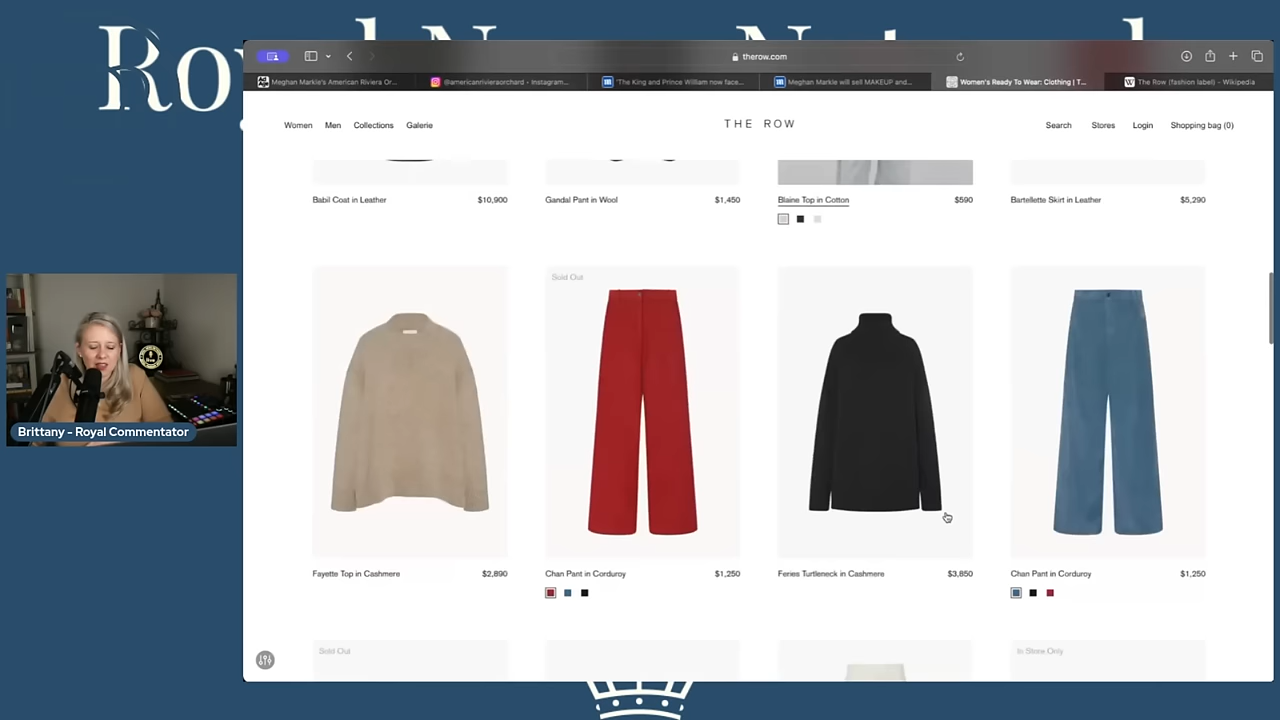 Royal News Network
therow.com
Meghan Markle's American Riviera Or...
@americanrivieraorchard • Instagram...
'The King and Prince William now face...
Meghan Markle will sell MAKEUP and...
Women's Ready To Wear: Clothing | T...
The Row (fashion label) – Wikipedia
Women Men Collections Galerie
THE ROW
Search Stores Login Shopping bag (0)
Babil Coat in Leather $10,900
Gandal Pant in Wool $1,450
Blaine Top in Cotton $590
Bartellette Skirt in Leather $5,290
Sold Out
Fayette Top in Cashmere $2,890
Chan Pant in Corduroy $1,250
Feries Turtleneck in Cashmere $3,850
Chan Pant in Corduroy $1,250
Sold Out
In Store Only
Brittany - Royal Commentator